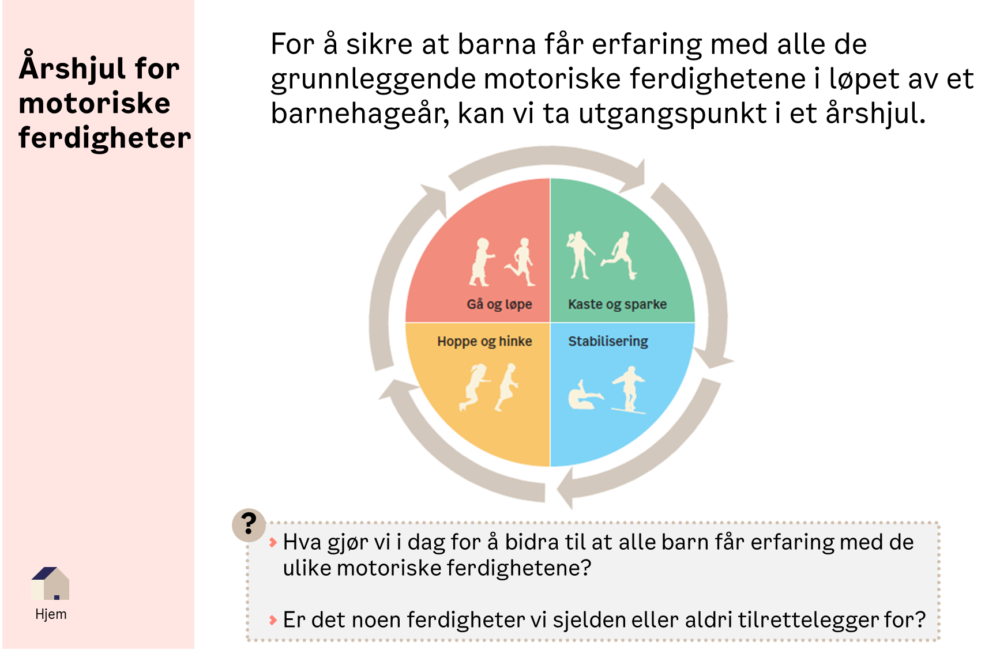 Årshjul for
motoriske
ferdigheter
For å sikre at barna får erfaring med alle de
grunnleggende motoriske ferdighetene i løpet av et
barnehageår, kan vi ta utgangspunkt i et årshjul.
Gå og løpe
Kaste og sparke
Hoppe og hinke
Stabilisering
?
Hva gjør vi i dag for å bidra til at alle barn får erfaring med de
ulike motoriske ferdighetene?
Er det noen ferdigheter vi sjelden eller aldri tilrettelegger for?
Hjem